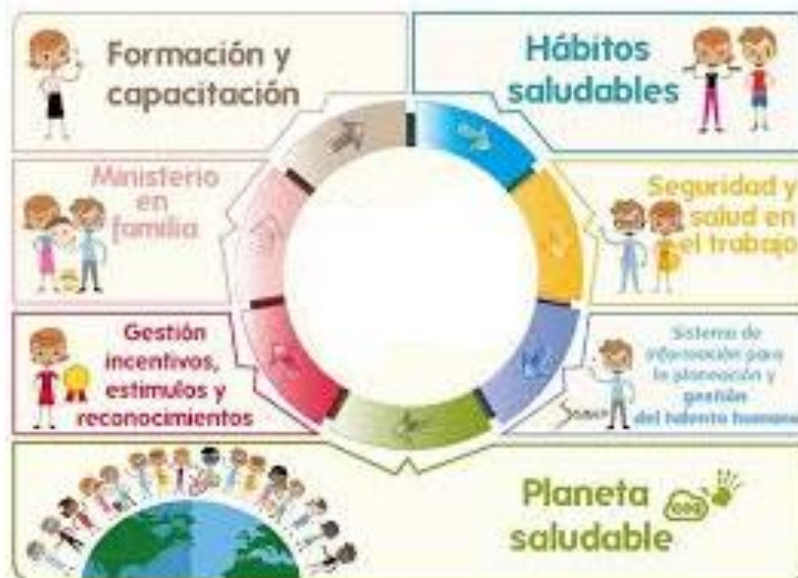 Formación y
capacitación
Hábitos
saludables
Ministerio
en
familia
Seguridad y
salud en
el trabajo
Gestión
incentivos,
estímulos y
reconocimientos
Sistema de
información para
la planeación y
gestión
del talento humano
Planeta
saludable